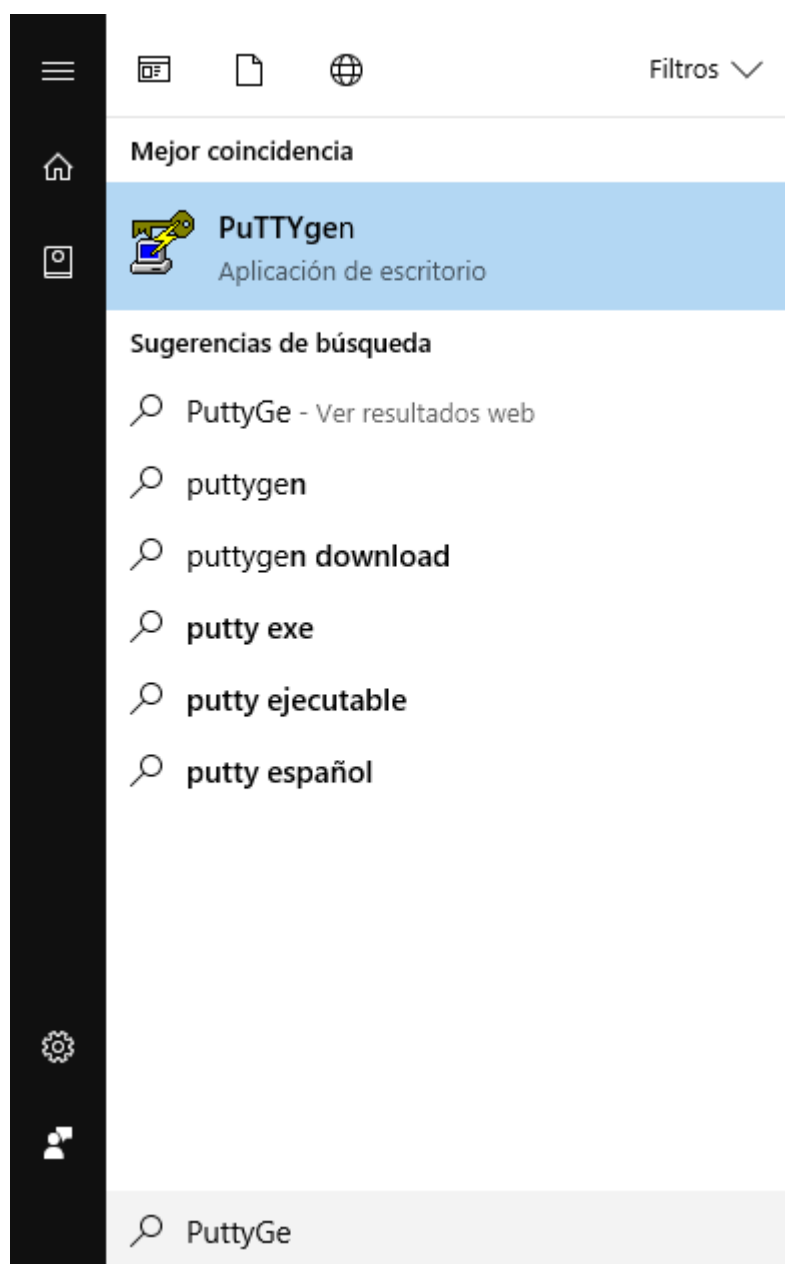 Filtros
Mejor coincidencia
PuTTYgen
Aplicación de escritorio
Sugerencias de búsqueda
PuttyGe - Ver resultados web
puttygen
puttygen download
putty exe
putty ejecutable
putty español
PuttyGe